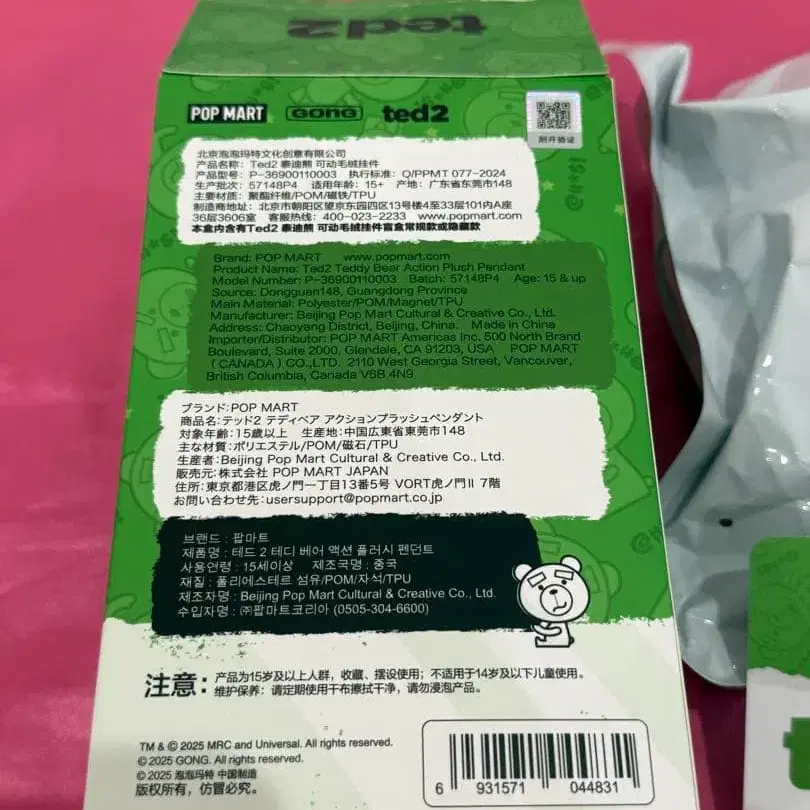 ted2
POP MART GONG ted2
刮开验证
北京泡泡玛特文化创意有限公司
产品名称：Ted2 泰迪熊 可动毛绒挂件
产品型号：P-36900110003 执行标准：Q/PPMT 077-2024
生产批次：57148P4 适用年龄：15+ 产地：广东省东莞市148
主要材质：聚酯纤维/POM/磁铁/TPU
制造商地址：北京市朝阳区望京东园四区13号楼4至33层101内A座
36层3606室 客服热线：400-023-2233 www.popmart.com
本盒内含有Ted2 泰迪熊 可动毛绒挂件盲盒常规款或隐藏款
Brand: POP MART www.popmart.com
Product Name: Ted2 Teddy Bear Action Plush Pendant
Model Number: P-36900110003 Batch: 57148P4 Age: 15 & up
Source: Dongguan148, Guangdong Province
Main Material: Polyester/POM/Magnet/TPU
Manufacturer: Beijing Pop Mart Cultural & Creative Co., Ltd.
Address: Chaoyang District, Beijing, China. Made in China
Importer/Distributor: POP MART Americas Inc. 500 North Brand
Boulevard, Suite 2000, Glendale, CA 91203, USA POP MART
(CANADA) CO.,LTD. 2110 West Georgia Street, Vancouver,
British Columbia, Canada V6B 4N9
ブランド:POP MART
商品名:テッド2 テディベア アクションプラッシュペンダント
対象年齢:15歳以上 生産地:中国広東省東莞市148
主な材質:ポリエステル/POM/磁石/TPU
生産者:Beijing Pop Mart Cultural & Creative Co., Ltd.
販売元:株式会社 POP MART JAPAN
住所:東京都港区虎ノ門一丁目13番5号 VORT虎ノ門II 7階
お問い合わせ先:usersupport@popmart.co.jp
브랜드 : 팝마트
제품명 : 테드 2 테디 베어 액션 플러시 펜던트
사용연령 : 15세이상 제조국명 : 중국
재질 : 폴리에스테르 섬유/POM/자석/TPU
제조자명 : Beijing Pop Mart Cultural & Creative Co., Ltd.
수입자명 : ㈜팝마트코리아 (0505-304-6600)
注意：产品为15岁及以上人群，收藏、摆设使用；不适用于14岁及以下儿童使用。
维护保养：请定期使用干布擦拭干净，请勿浸泡产品。
TM & © 2025 MRC and Universal. All rights reserved.
© 2025 GONG. All rights reserved.
© 2025 泡泡玛特 中国制造
版权所有，仿冒必究。
6 931571 044831